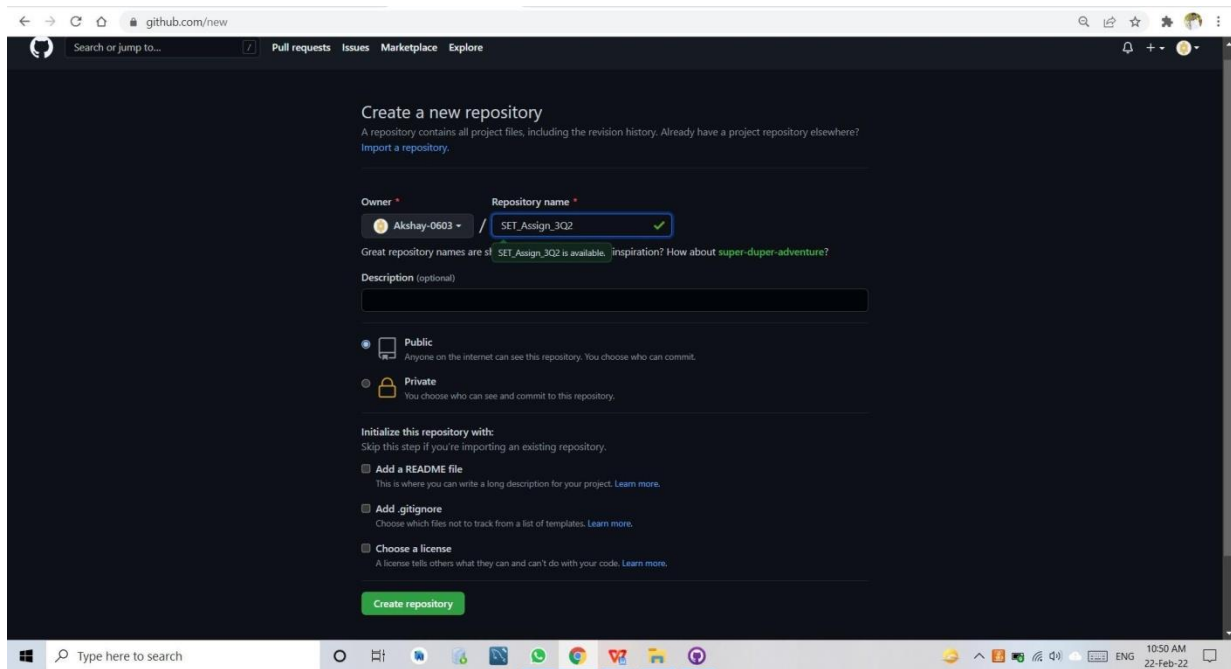 github.com/new
Search or jump to... / Pull requests Issues Marketplace Explore
Create a new repository
A repository contains all project files, including the revision history. Already have a project repository elsewhere?
Import a repository.
Owner * Repository name *
Akshay-0603 / SET_Assign_3Q2
Great repository names are sh
SET_Assign_3Q2 is available.
inspiration? How about super-duper-adventure?
Description (optional)
Public
Anyone on the internet can see this repository. You choose who can commit.
Private
You choose who can see and commit to this repository.
Initialize this repository with:
Skip this step if you're importing an existing repository.
Add a README file
This is where you can write a long description for your project. Learn more.
Add .gitignore
Choose which files not to track from a list of templates. Learn more.
Choose a license
A license tells others what they can and can't do with your code. Learn more.
Create repository
Type here to search
ENG
10:50 AM
22-Feb-22